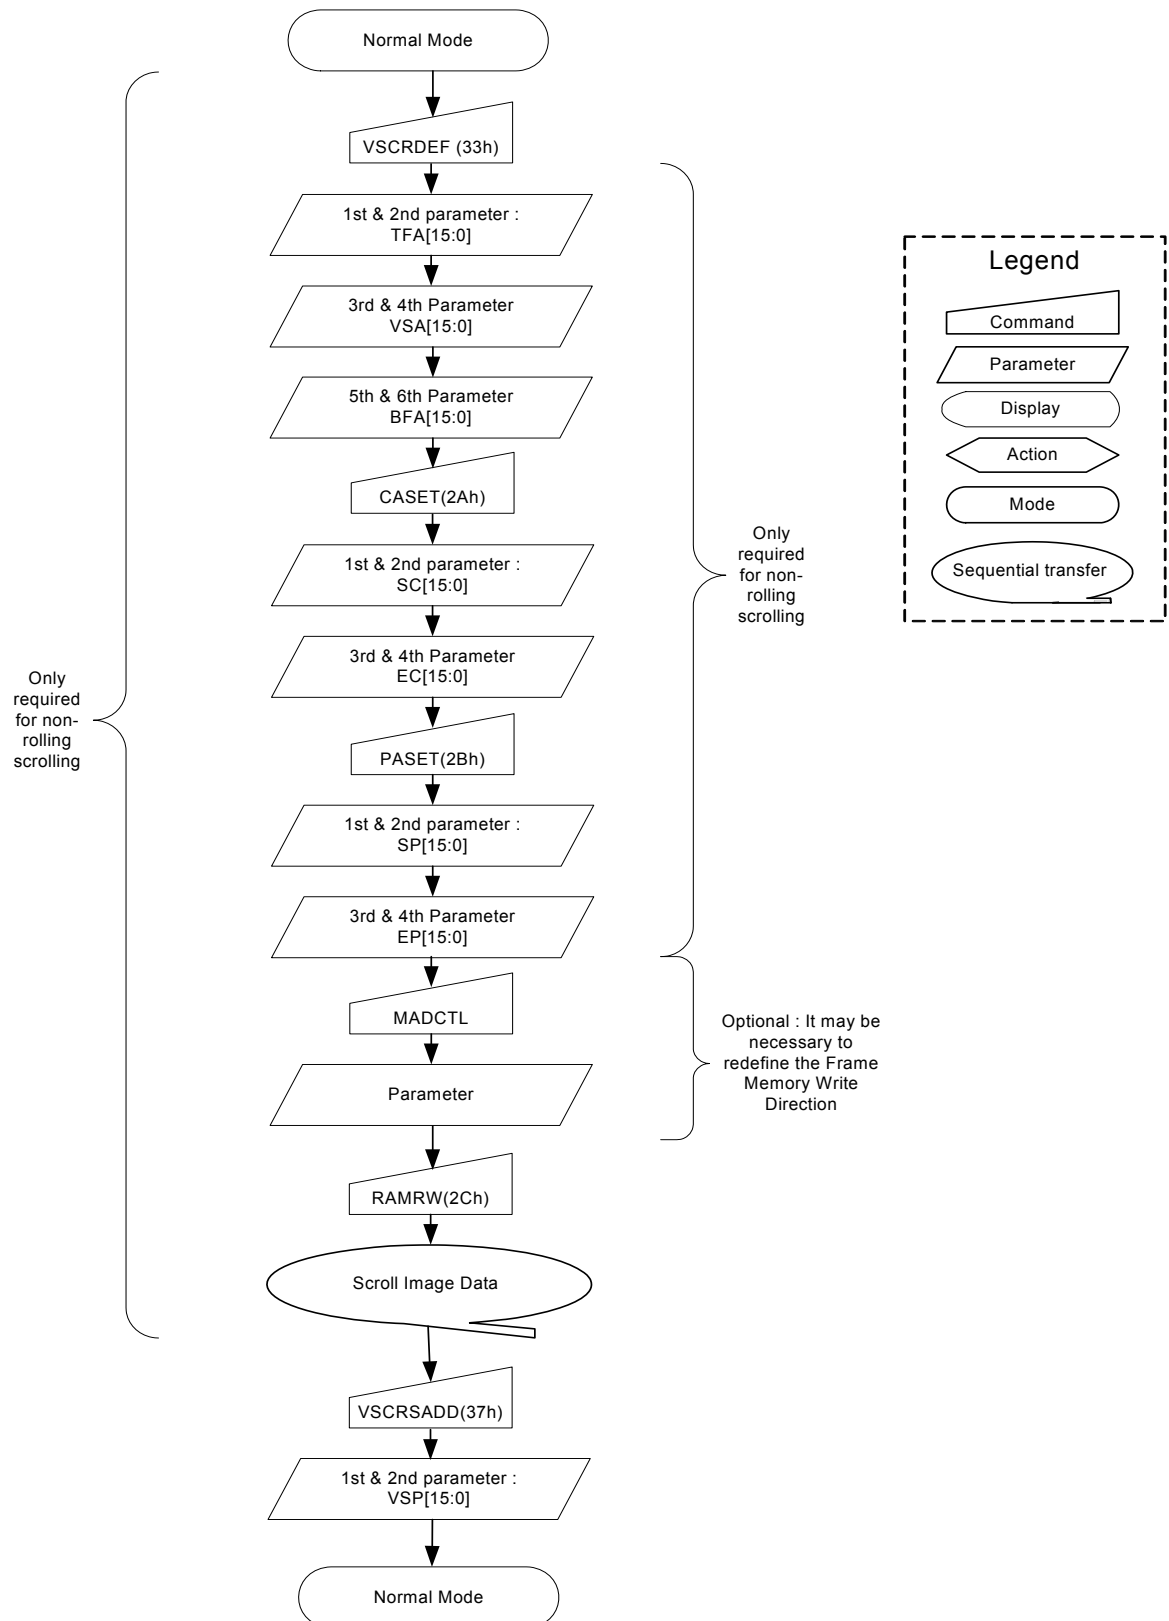 Normal Mode
VSCRDEF (33h)
1st & 2nd parameter :
TFA[15:0]
3rd & 4th Parameter
VSA[15:0]
5th & 6th Parameter
BFA[15:0]
CASET(2Ah)
1st & 2nd parameter :
SC[15:0]
3rd & 4th Parameter
EC[15:0]
PASET(2Bh)
1st & 2nd parameter :
SP[15:0]
3rd & 4th Parameter
EP[15:0]
MADCTL
Parameter
RAMRW(2Ch)
Scroll Image Data
VSCRSADD(37h)
1st & 2nd parameter :
VSP[15:0]
Normal Mode
Only
required
for non-
rolling
scrolling
Only
required
for non-
rolling
scrolling
Optional : It may be
necessary to
redefine the Frame
Memory Write
Direction
Legend
Command
Parameter
Display
Action
Mode
Sequential transfer